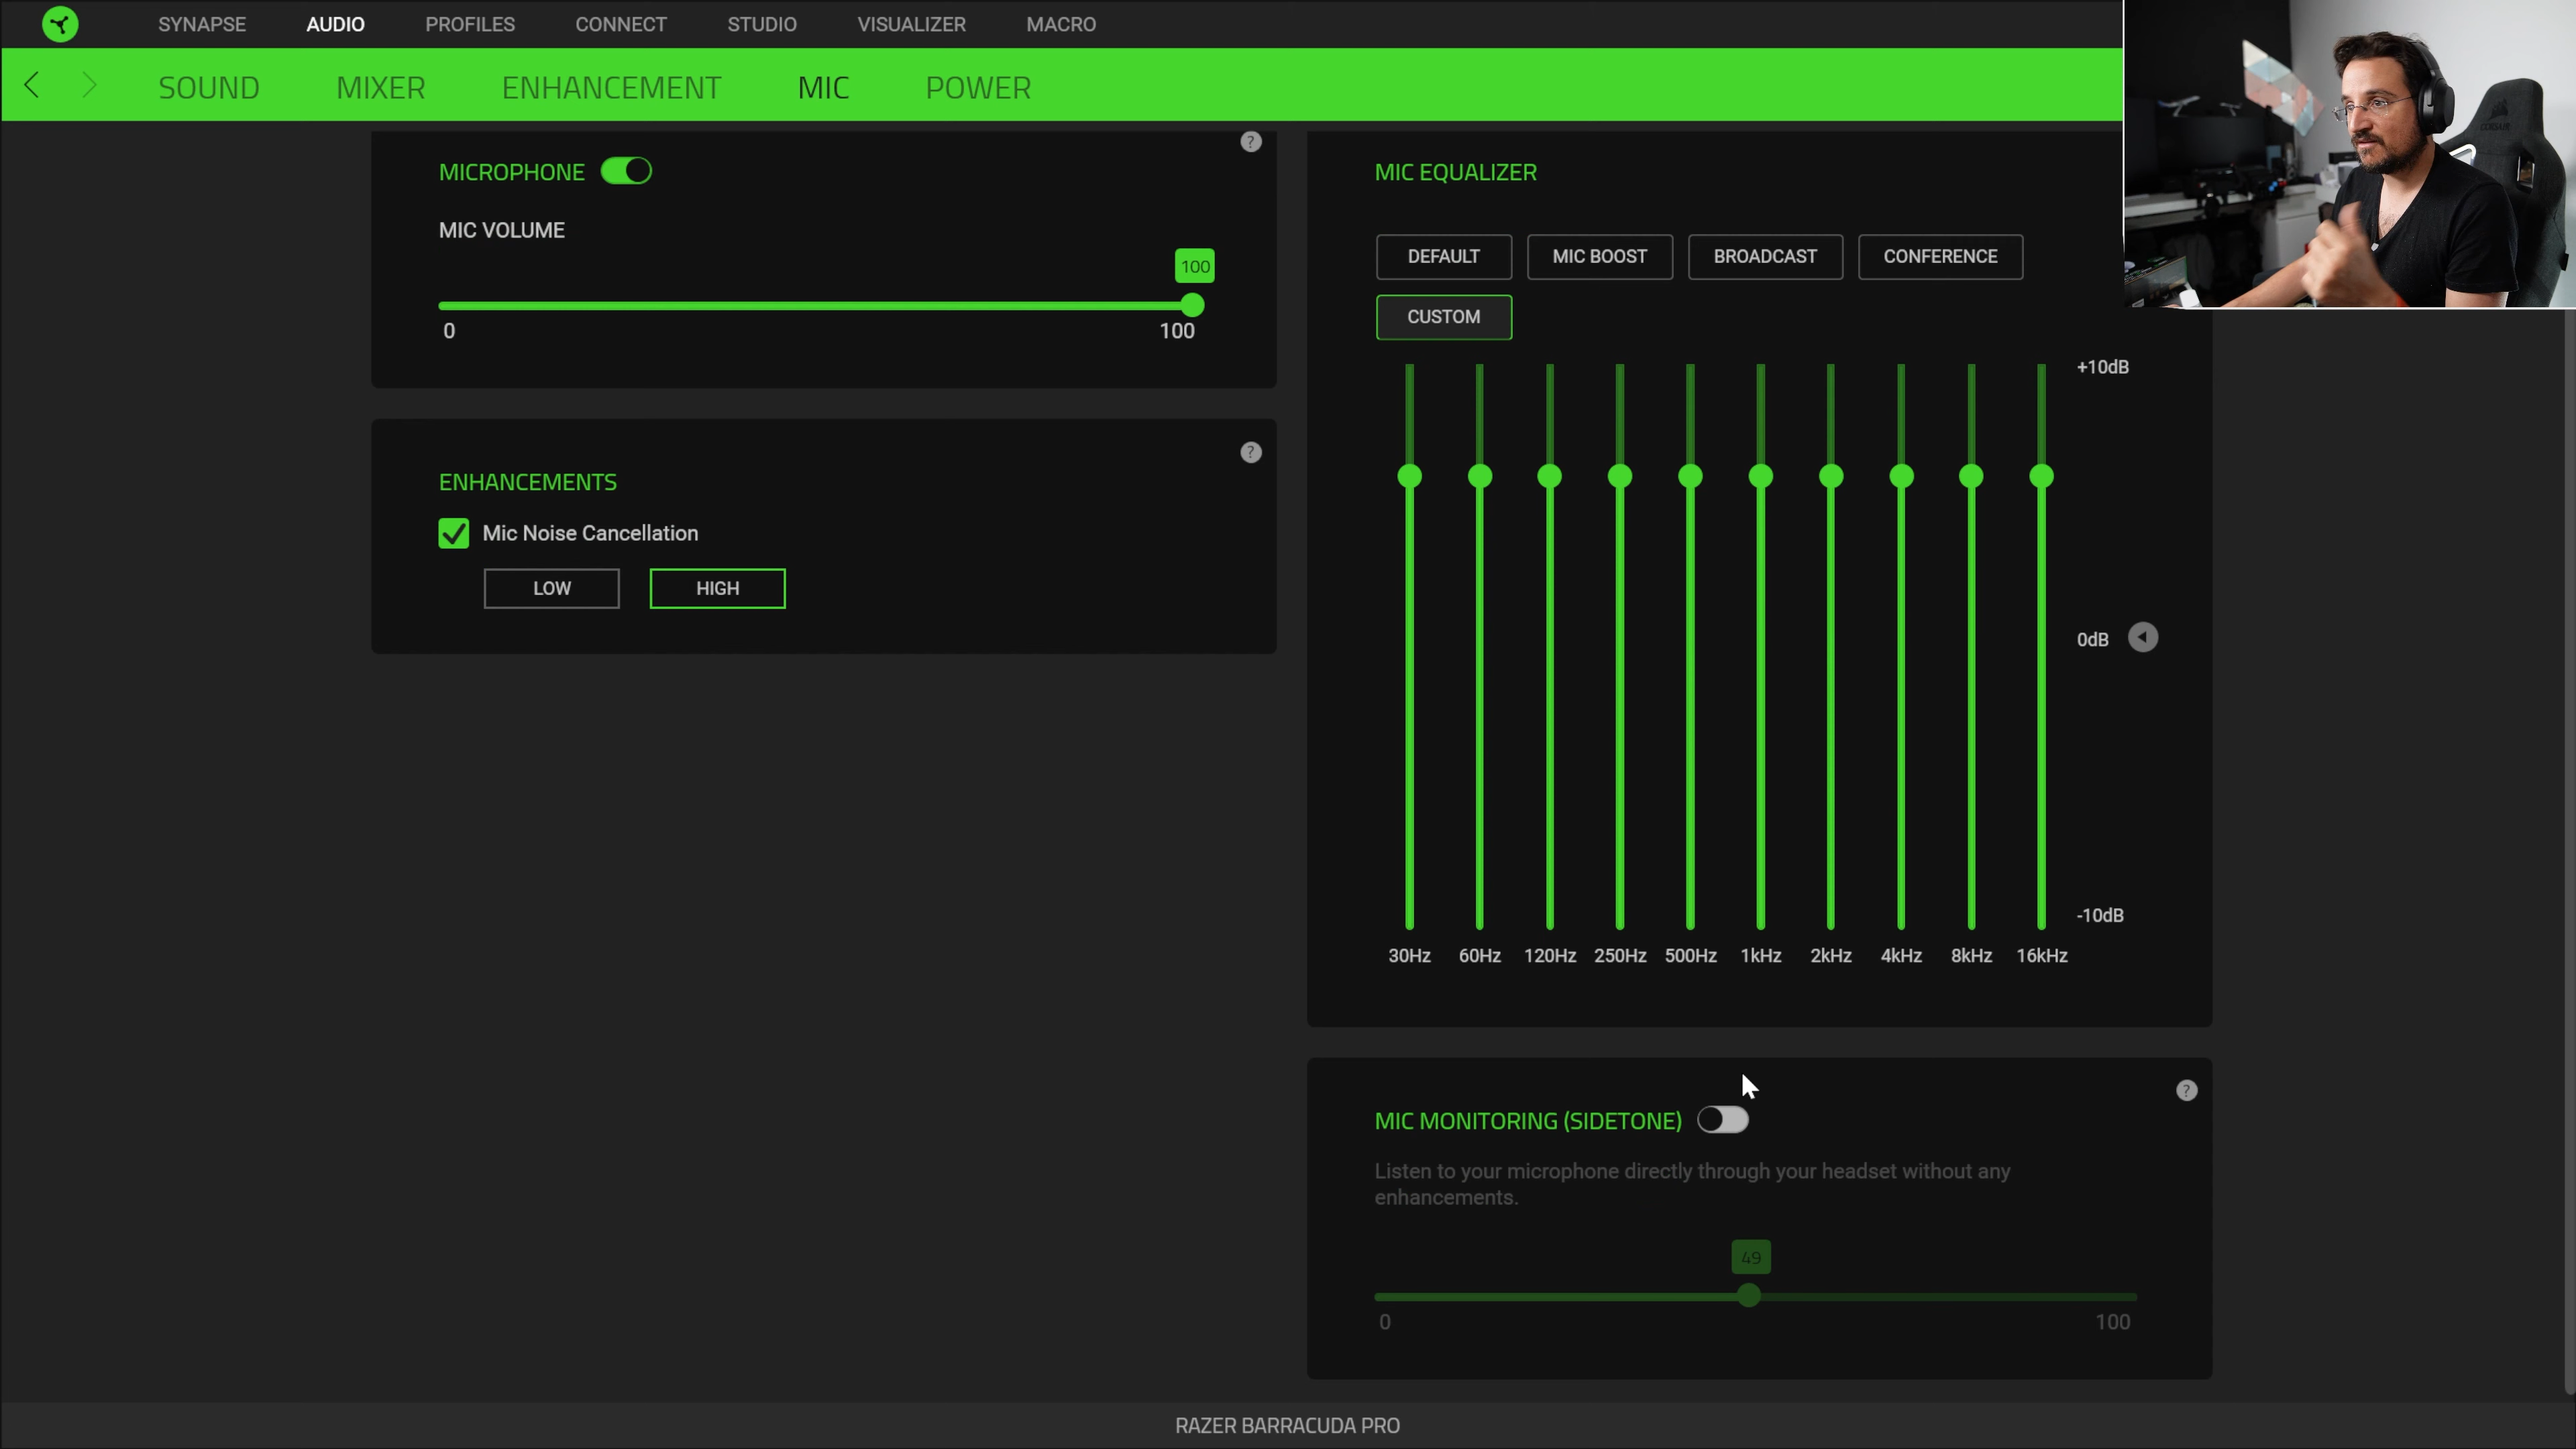 SYNAPSE AUDIO PROFILES CONNECT STUDIO VISUALIZER MACRO
SOUND MIXER ENHANCEMENT MIC POWER
MICROPHONE
?
MIC VOLUME
100
0 100
ENHANCEMENTS
?
Mic Noise Cancellation
LOW HIGH
MIC EQUALIZER
DEFAULT MIC BOOST BROADCAST CONFERENCE
CUSTOM
+10dB
0dB
-10dB
30Hz 60Hz 120Hz 250Hz 500Hz 1kHz 2kHz 4kHz 8kHz 16kHz
MIC MONITORING (SIDETONE)
?
Listen to your microphone directly through your headset without any
enhancements.
49
0 100
RAZER BARRACUDA PRO